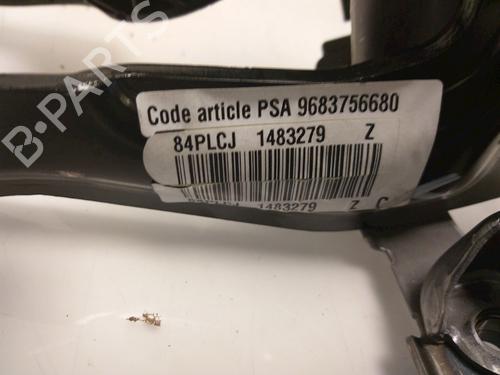 B-PARTS
Code article PSA 9683756680
84PLCJ 1483279 Z
1483279 Z C